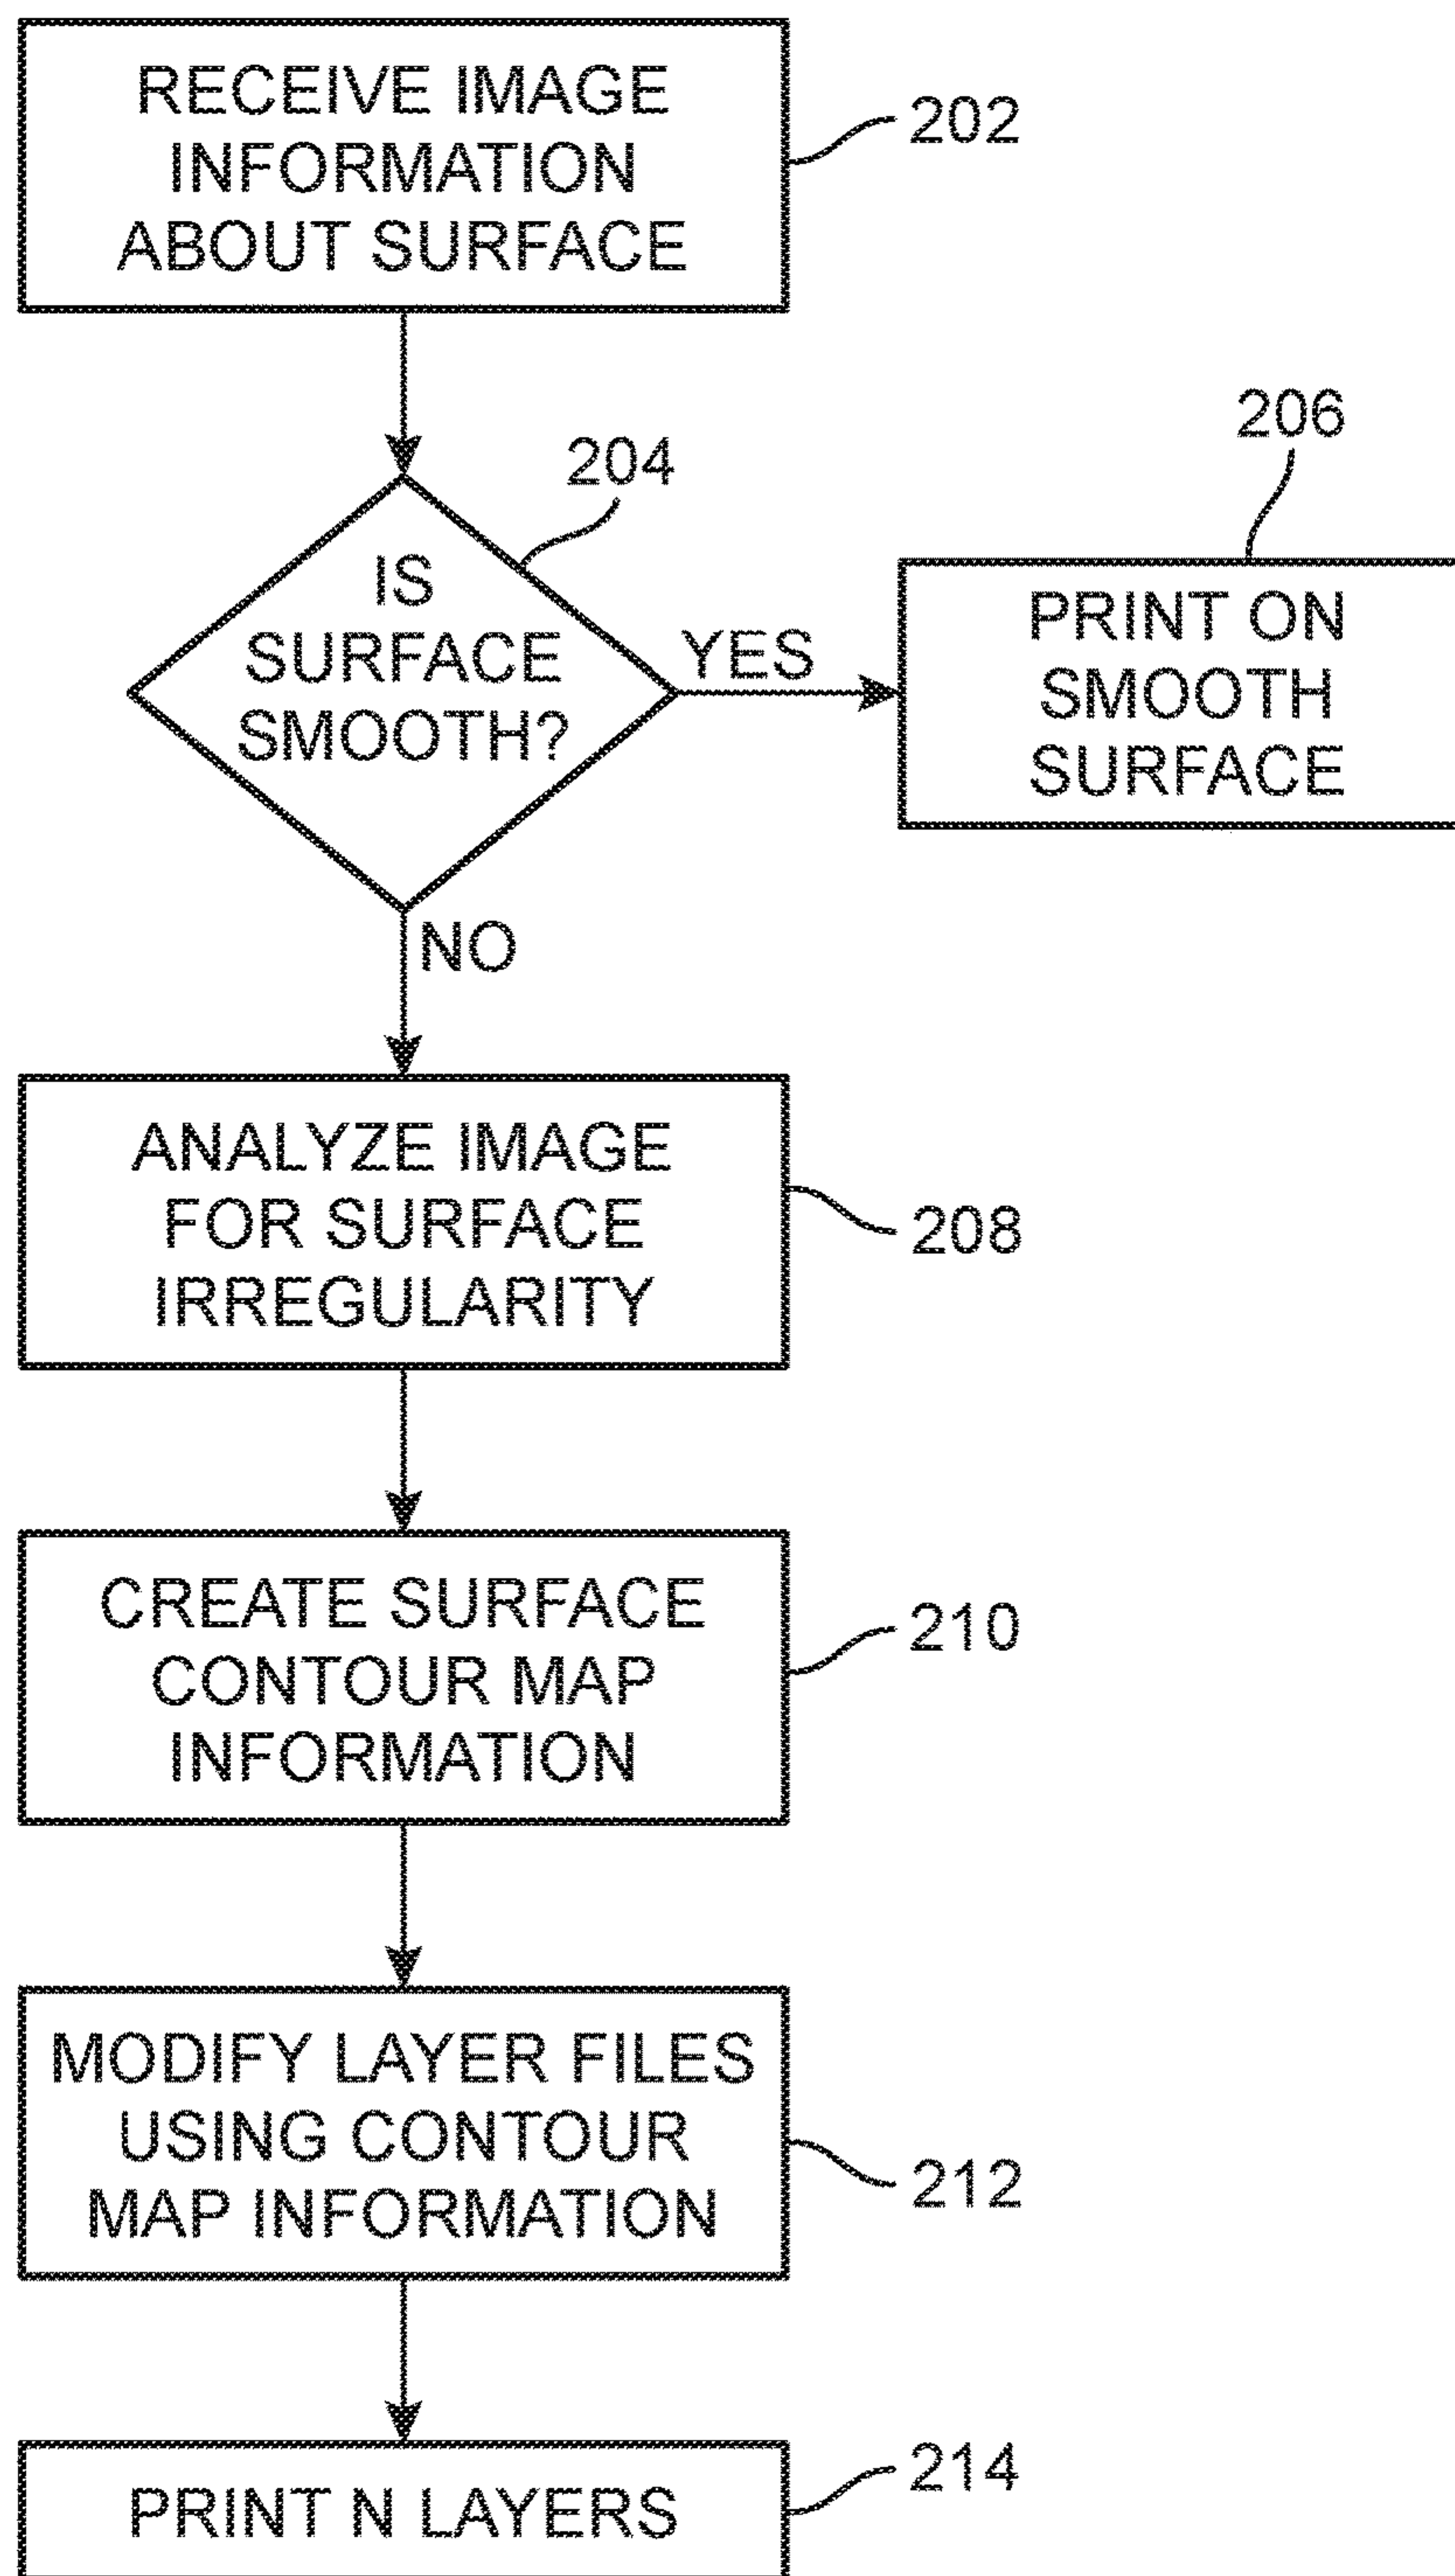 RECEIVE IMAGE
INFORMATION
ABOUT SURFACE
202
204
206
IS
SURFACE
SMOOTH?
YES
PRINT ON
SMOOTH
SURFACE
NO
ANALYZE IMAGE
FOR SURFACE
IRREGULARITY
208
CREATE SURFACE
CONTOUR MAP
INFORMATION
210
MODIFY LAYER FILES
USING CONTOUR
MAP INFORMATION
212
PRINT N LAYERS
214